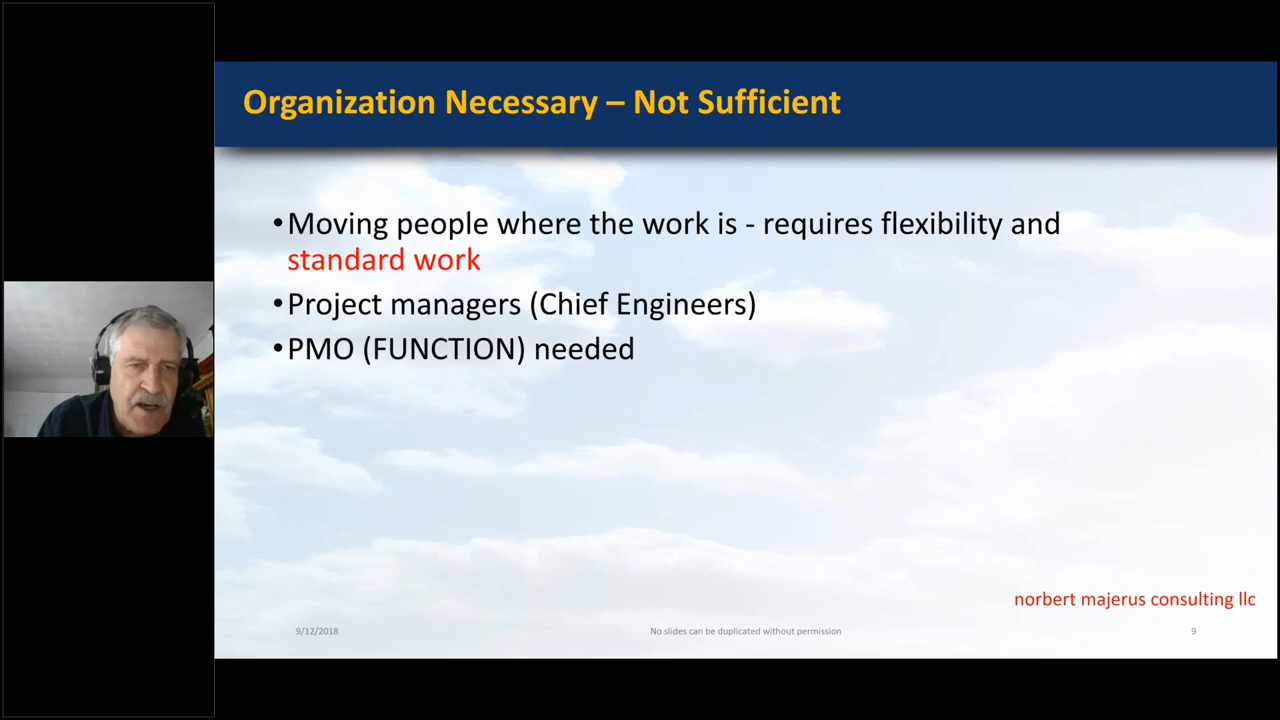 Organization Necessary – Not Sufficient
•Moving people where the work is - requires flexibility and
standard work
•Project managers (Chief Engineers)
•PMO (FUNCTION) needed
norbert majerus consulting llc
9/12/2018
No slides can be duplicated without permission
9